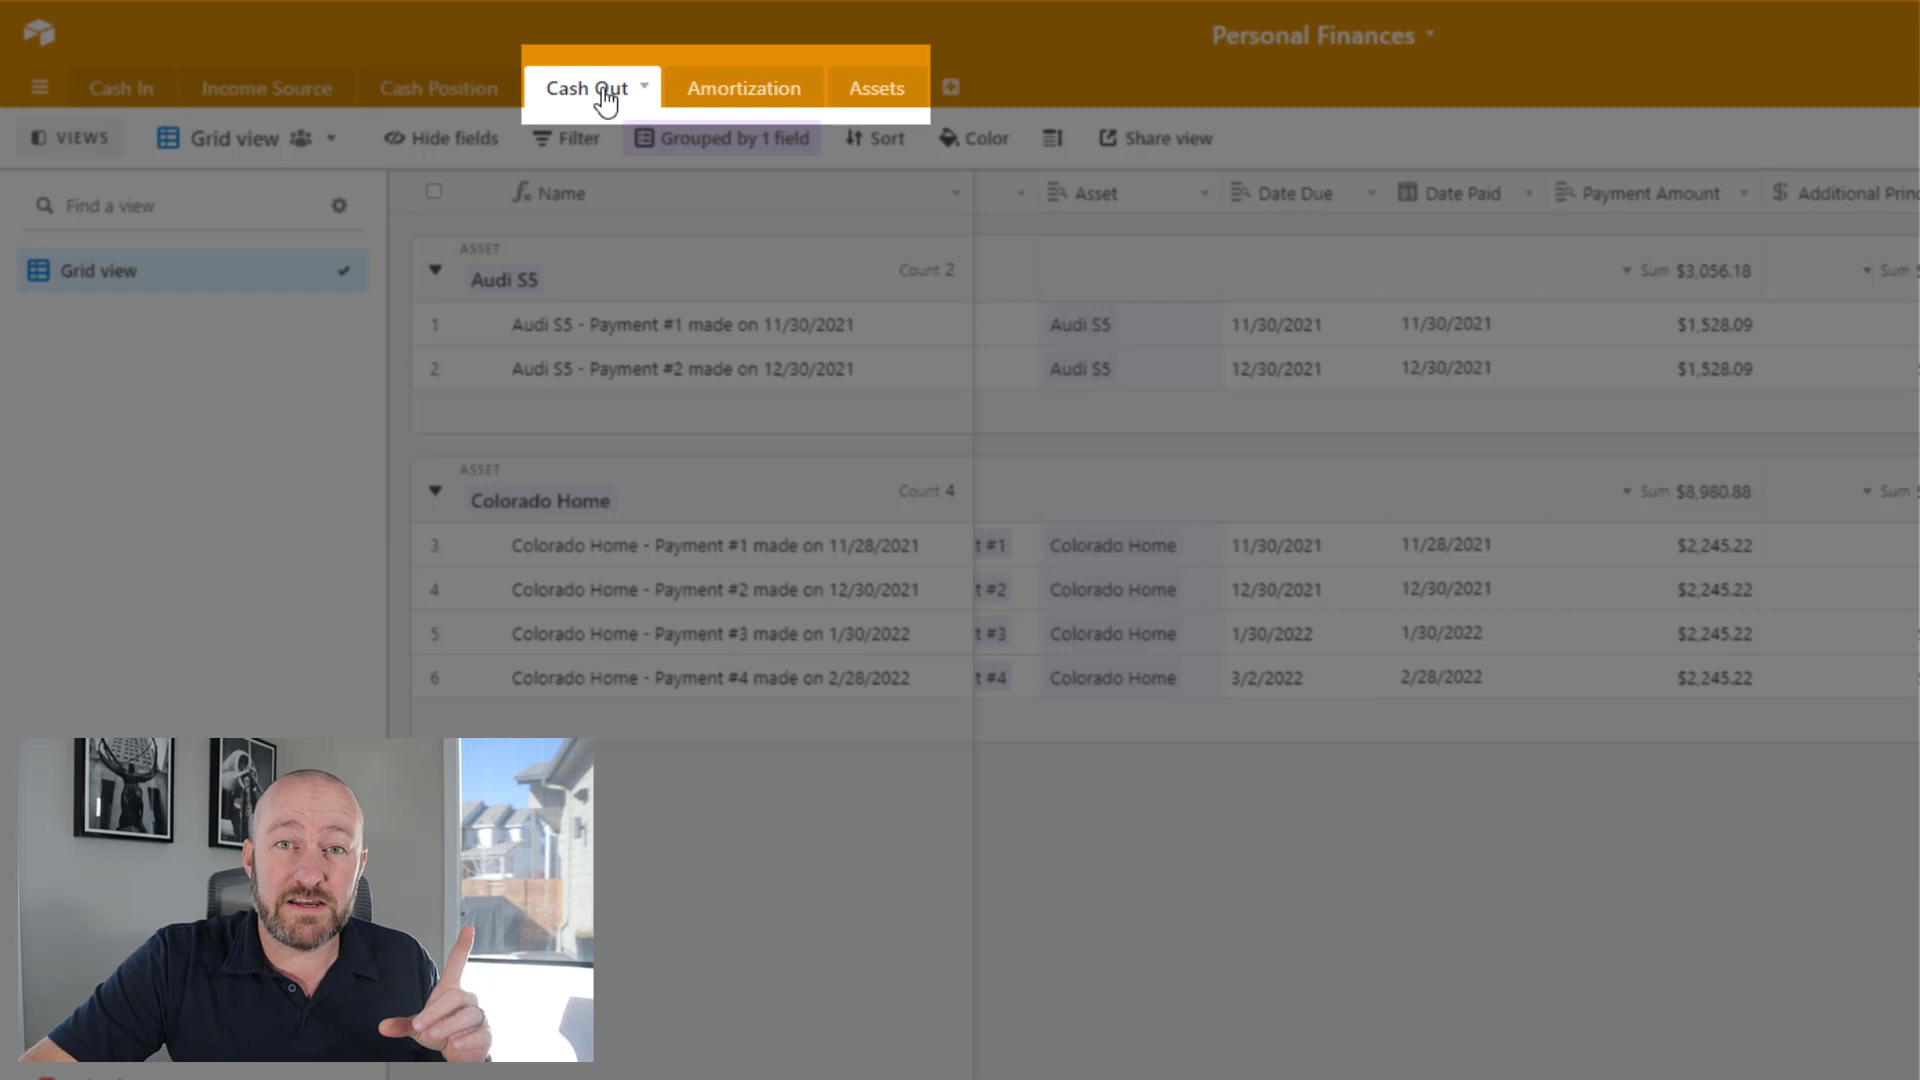 Personal Finances
Cash In
Income Source
Cash Position
Cash Out
Amortization
Assets
VIEWS
Grid view
Hide fields
Filter
Grouped by 1 field
Sort
Color
Share view
Find a view
Grid view
Name
Asset
Date Due
Date Paid
Payment Amount
Additional Princ
ASSET
Audi S5
Count 2
Sum $3,056.18
Sum
1 Audi S5 - Payment #1 made on 11/30/2021 Audi S5 11/30/2021 11/30/2021 $1,528.09
2 Audi S5 - Payment #2 made on 12/30/2021 Audi S5 12/30/2021 12/30/2021 $1,528.09
ASSET
Colorado Home
Count 4
Sum $8,980.88
Sum
3 Colorado Home - Payment #1 made on 11/28/2021 t #1 Colorado Home 11/30/2021 11/28/2021 $2,245.22
4 Colorado Home - Payment #2 made on 12/30/2021 t #2 Colorado Home 12/30/2021 12/30/2021 $2,245.22
5 Colorado Home - Payment #3 made on 1/30/2022 t #3 Colorado Home 1/30/2022 1/30/2022 $2,245.22
6 Colorado Home - Payment #4 made on 2/28/2022 t #4 Colorado Home 3/2/2022 2/28/2022 $2,245.22